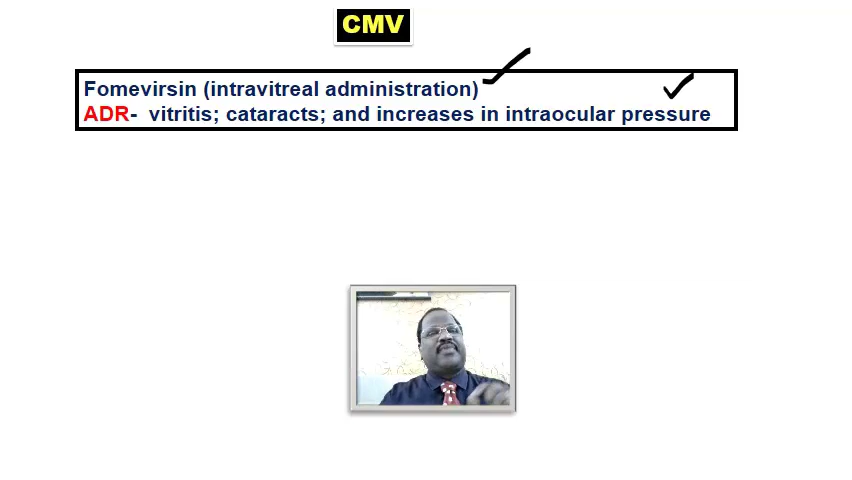 CMV
Fomevirsin (intravitreal administration)
ADR- vitritis; cataracts; and increases in intraocular pressure